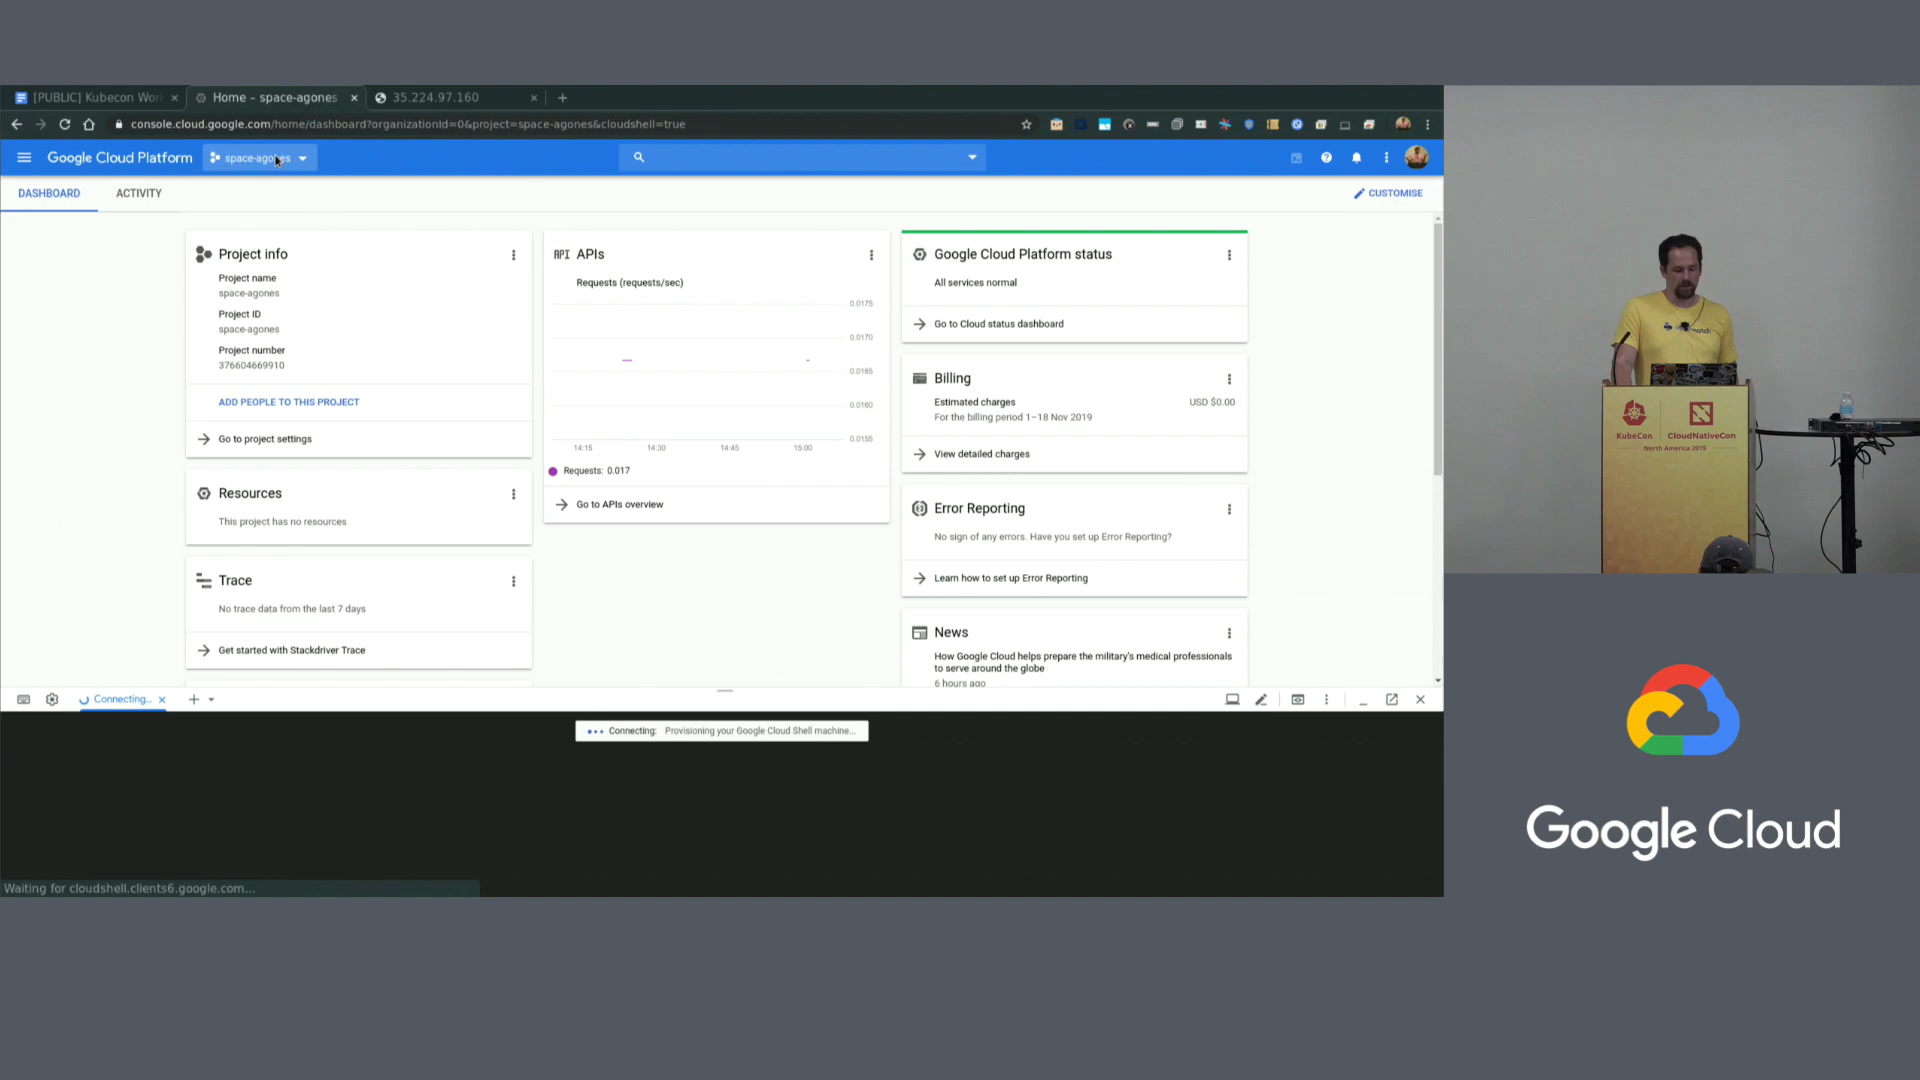 [PUBLIC] Kubecon Wor
Home – space-agones
35.224.97.160
console.cloud.google.com/home/dashboard?organizationId=0&project=space-agones&cloudshell=true
Google Cloud Platform
space-agones
DASHBOARD
ACTIVITY
CUSTOMISE
Project info
Project name
space-agones
Project ID
space-agones
Project number
376604669910
ADD PEOPLE TO THIS PROJECT
Go to project settings
Resources
This project has no resources
Trace
No trace data from the last 7 days
Get started with Stackdriver Trace
API APIs
Requests (requests/sec)
0.0175
0.0170
0.0165
0.0160
0.0155
14:15 14:30 14:45 15:00
Requests: 0.017
Go to APIs overview
Google Cloud Platform status
All services normal
Go to Cloud status dashboard
Billing
Estimated charges USD $0.00
For the billing period 1–18 Nov 2019
View detailed charges
Error Reporting
No sign of any errors. Have you set up Error Reporting?
Learn how to set up Error Reporting
News
How Google Cloud helps prepare the military's medical professionals
to serve around the globe
6 hours ago
Connecting...
Connecting: Provisioning your Google Cloud Shell machine...
Waiting for cloudshell.clients6.google.com...
KubeCon CloudNativeCon
North America 2019
Google Cloud